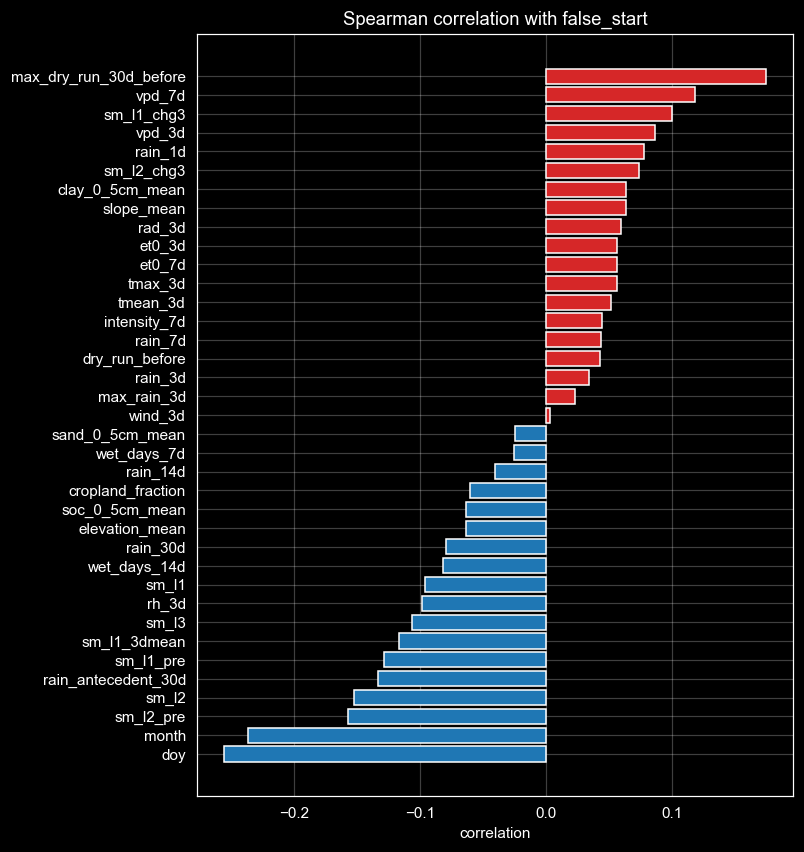 Spearman correlation with false_start
max_dry_run_30d_before
vpd_7d
sm_l1_chg3
vpd_3d
rain_1d
sm_l2_chg3
clay_0_5cm_mean
slope_mean
rad_3d
et0_3d
et0_7d
tmax_3d
tmean_3d
intensity_7d
rain_7d
dry_run_before
rain_3d
max_rain_3d
wind_3d
sand_0_5cm_mean
wet_days_7d
rain_14d
cropland_fraction
soc_0_5cm_mean
elevation_mean
rain_30d
wet_days_14d
sm_l1
rh_3d
sm_l3
sm_l1_3dmean
sm_l1_pre
rain_antecedent_30d
sm_l2
sm_l2_pre
month
doy
−0.2 −0.1 0.0 0.1
correlation